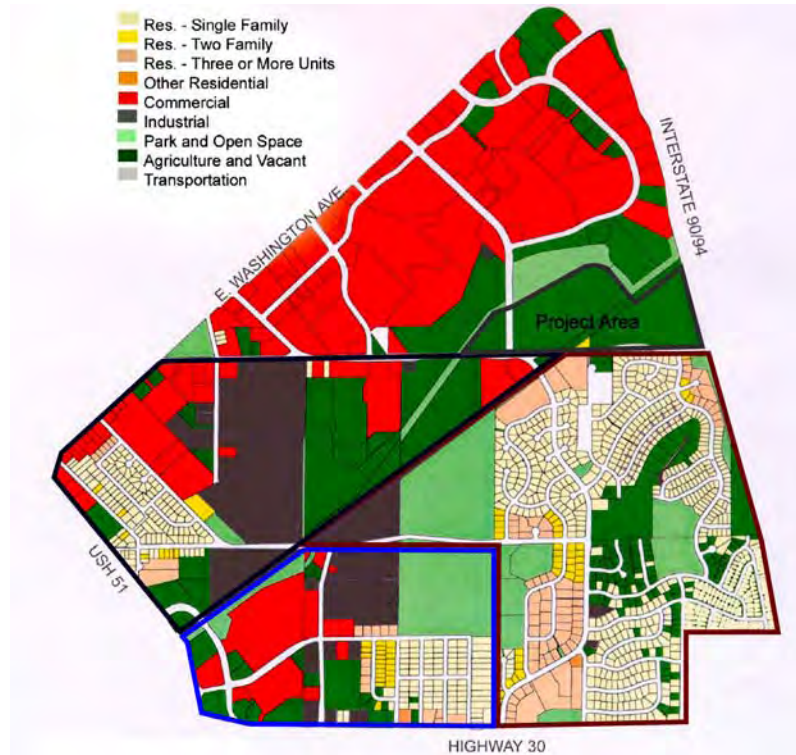 Res. - Single Family
Res. - Two Family
Res. - Three or More Units
Other Residential
Commercial
Industrial
Park and Open Space
Agriculture and Vacant
Transportation
E. WASHINGTON AVE.
INTERSTATE 90/94
Project Area
USH 51
HIGHWAY 30